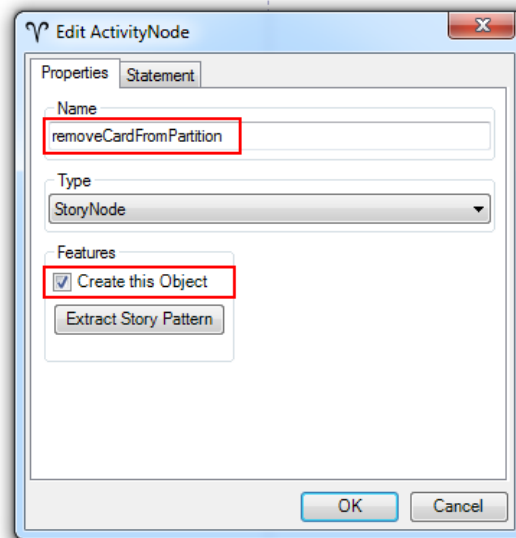 Edit ActivityNode
Properties Statement
Name
removeCardFromPartition
Type
StoryNode
Features
Create this Object
Extract Story Pattern
OK Cancel